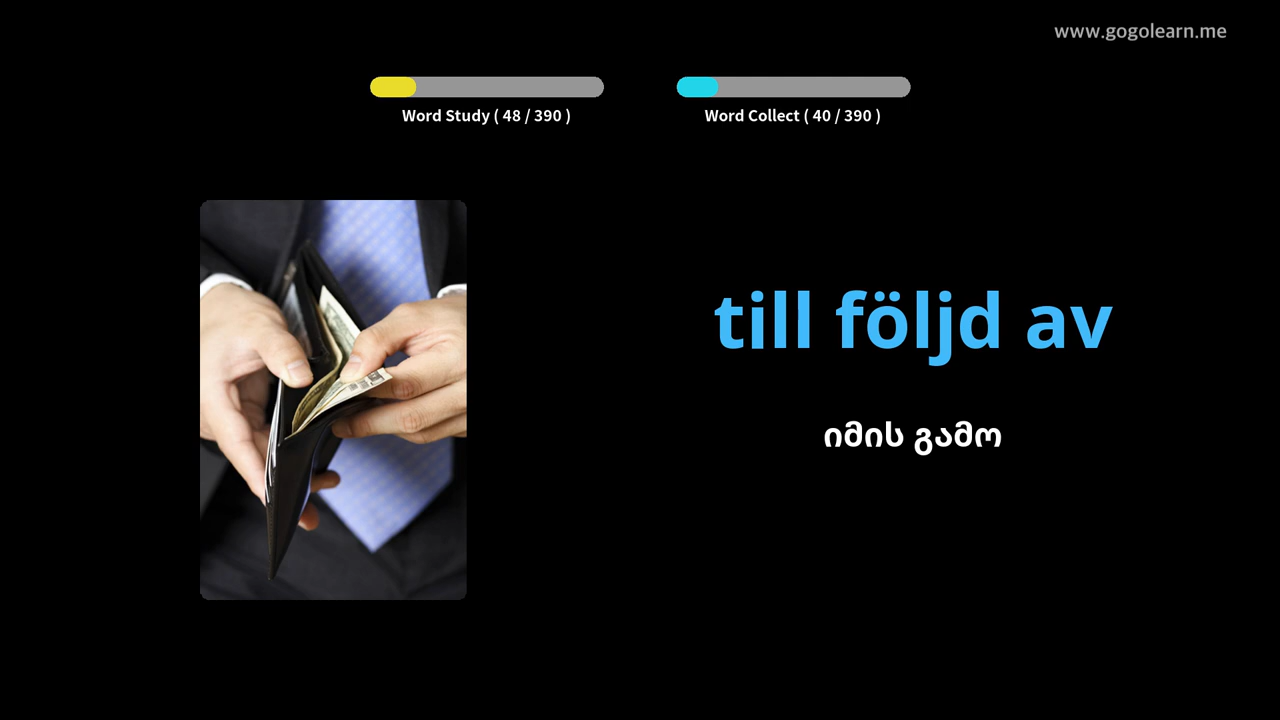 www.gogolearn.me
Word Study ( 48 / 390 )
Word Collect ( 40 / 390 )
till följd av
იმის გამო